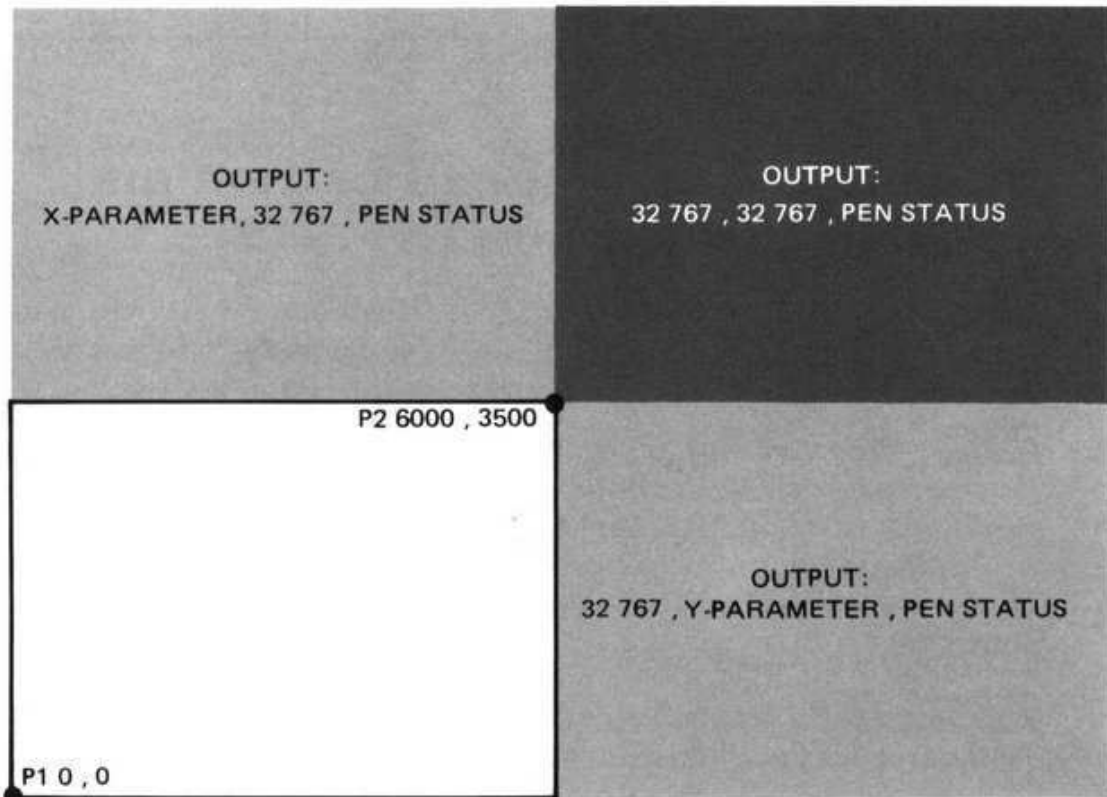 OUTPUT:
X-PARAMETER, 32 767 , PEN STATUS
OUTPUT:
32 767 , 32 767 , PEN STATUS
P2 6000 , 3500
OUTPUT:
32 767 , Y-PARAMETER , PEN STATUS
P1 0 , 0